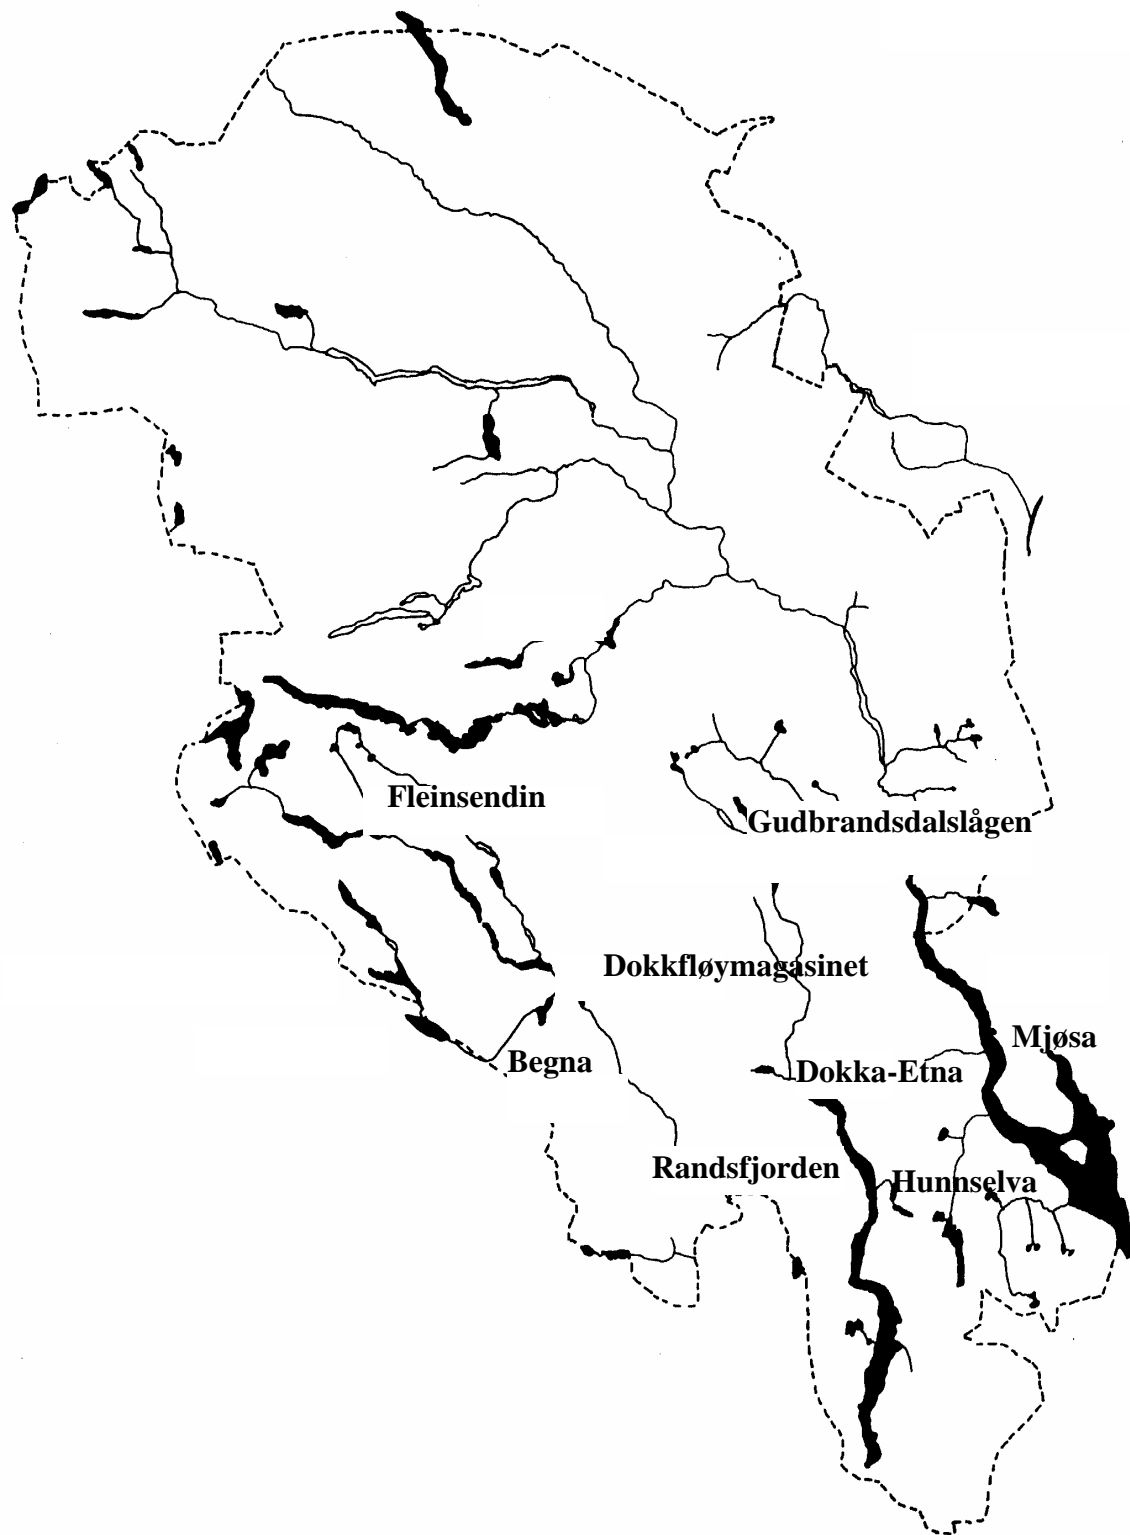 Fleinsendin
Gudbrandsdalslågen
Dokkfløymagasinet
Mjøsa
Begna
Dokka-Etna
Randsfjorden
Hunnselva